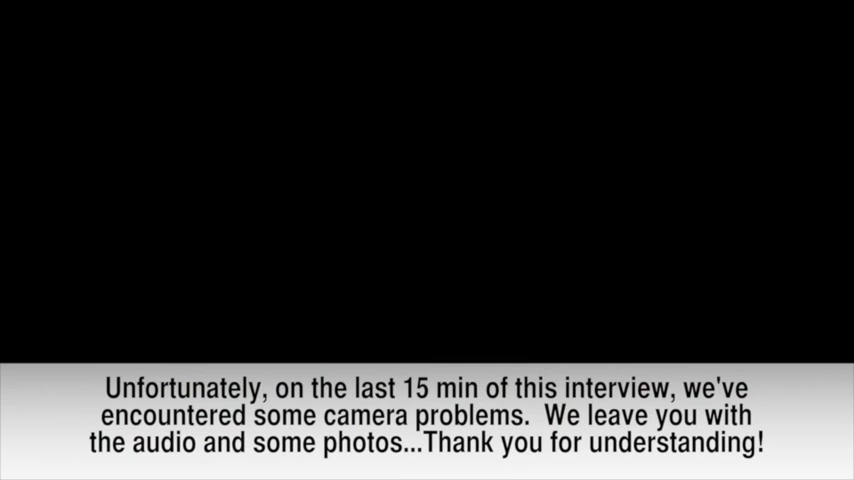 Unfortunately, on the last 15 min of this interview, we've
encountered some camera problems.  We leave you with
the audio and some photos...Thank you for understanding!